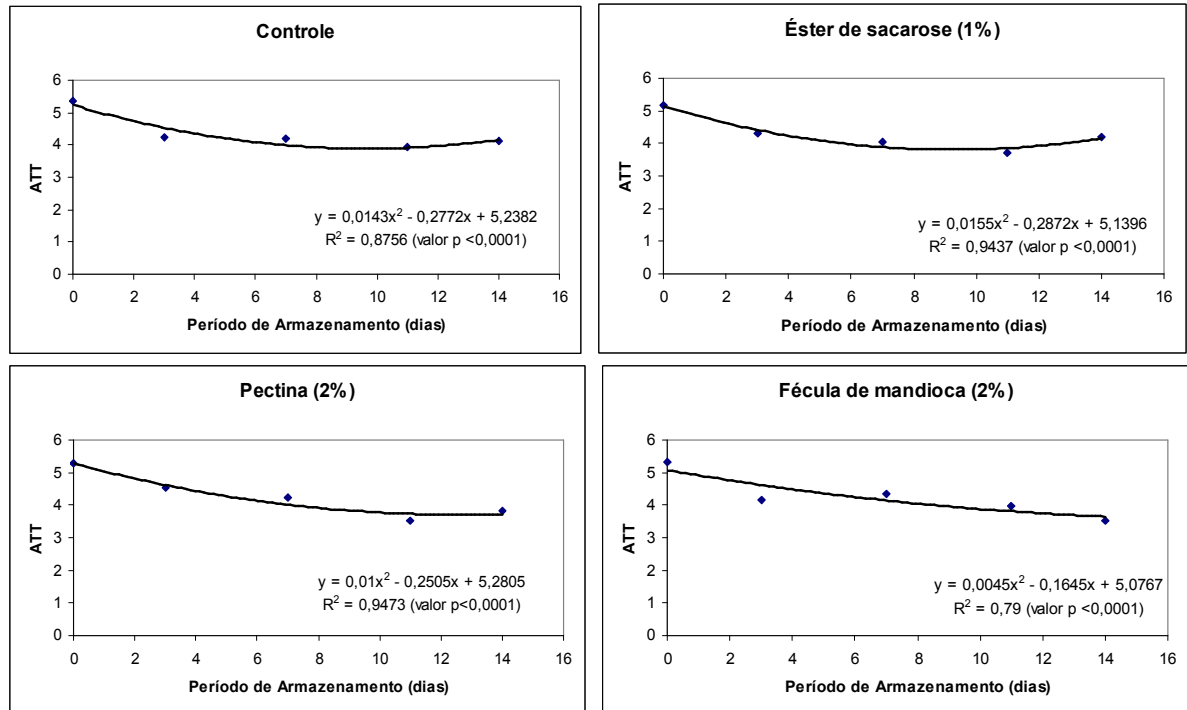 Controle
6
5
4
3
2
1
0
ATT
y = 0,0143x² - 0,2772x + 5,2382
R² = 0,8756 (valor p <0,0001)
0 2 4 6 8 10 12 14 16
Período de Armazenamento (dias)
Éster de sacarose (1%)
6
5
4
3
2
1
0
ATT
y = 0,0155x² - 0,2872x + 5,1396
R² = 0,9437 (valor p <0,0001)
0 2 4 6 8 10 12 14 16
Período de Armazenamento (dias)
Pectina (2%)
6
5
4
3
2
1
0
ATT
y = 0,01x² - 0,2505x + 5,2805
R² = 0,9473 (valor p<0,0001)
0 2 4 6 8 10 12 14 16
Período de Armazenamento (dias)
Fécula de mandioca (2%)
6
5
4
3
2
1
0
ATT
y = 0,0045x² - 0,1645x + 5,0767
R² = 0,79 (valor p <0,0001)
0 2 4 6 8 10 12 14 16
Período de Armazenamento (dias)